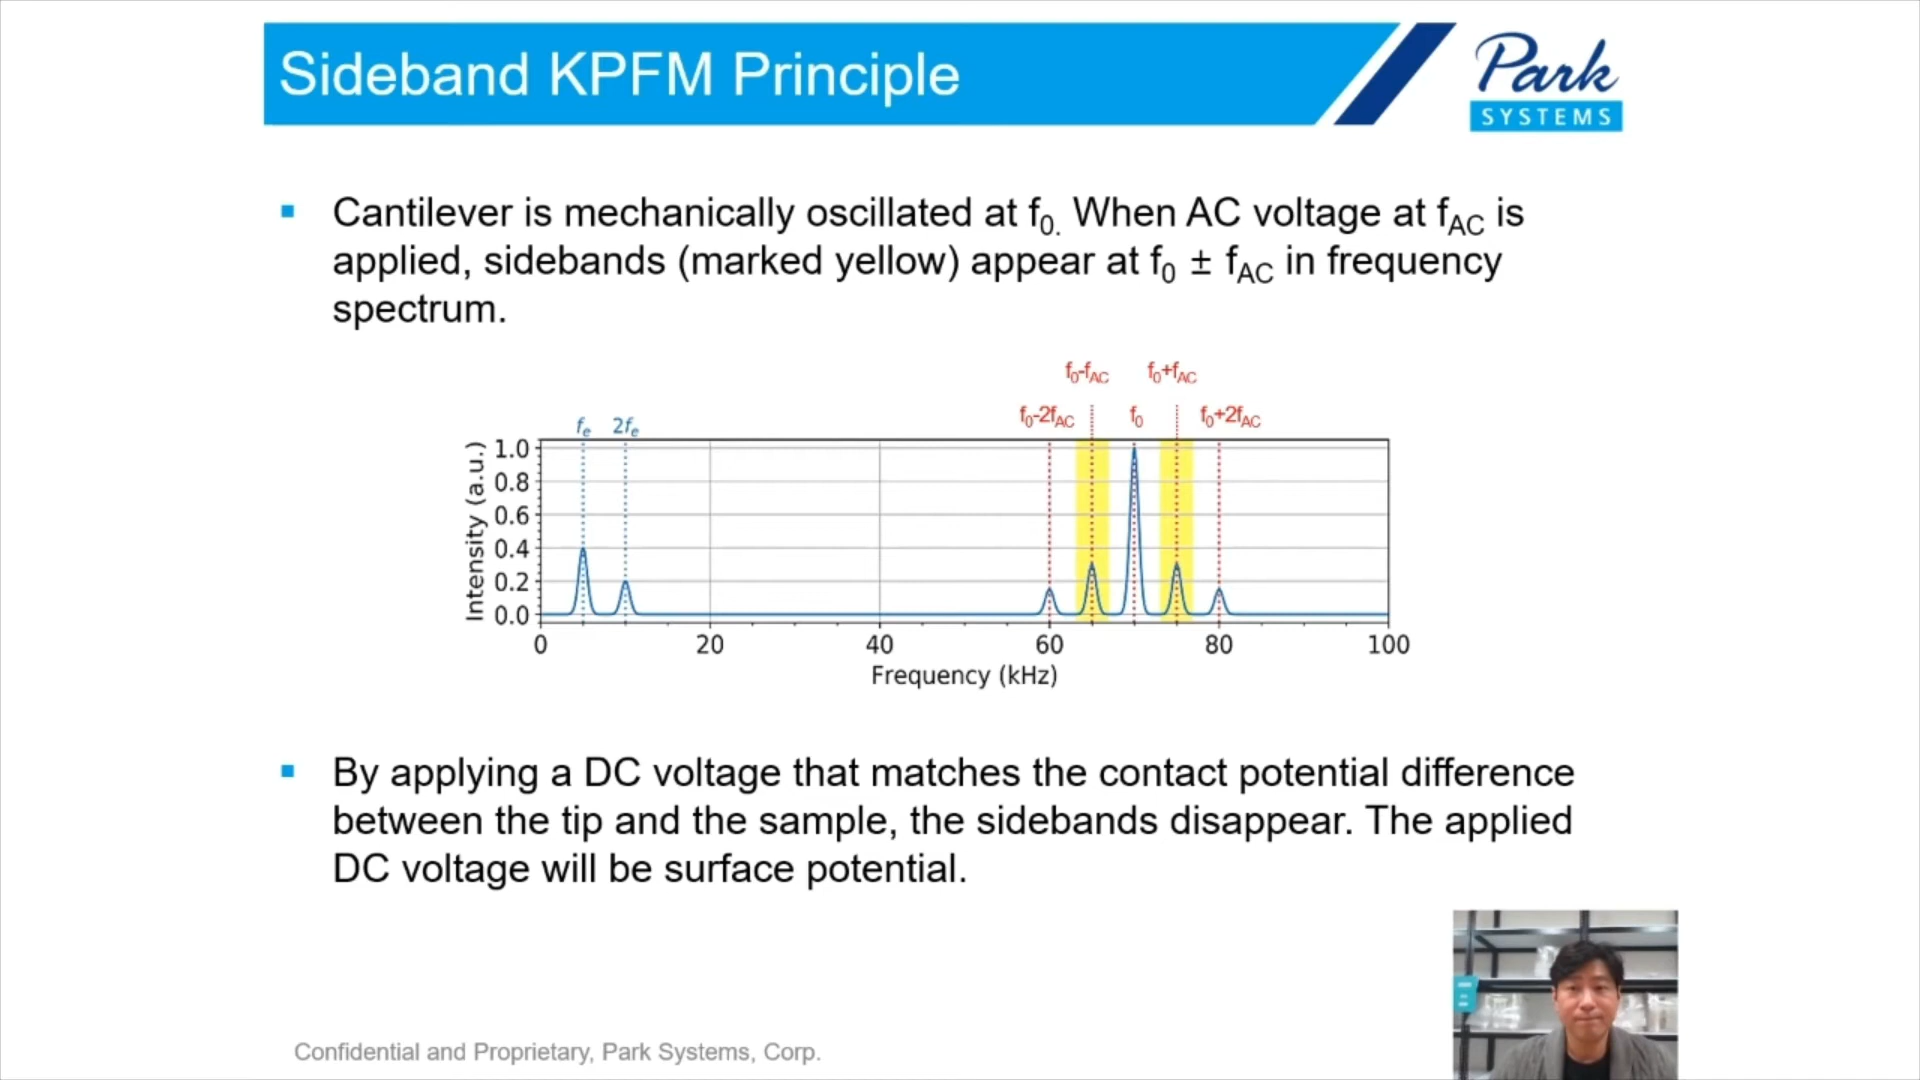 Sideband KPFM Principle
Park
SYSTEMS
Cantilever is mechanically oscillated at f₀. When AC voltage at fAC is
applied, sidebands (marked yellow) appear at f₀ ± fAC in frequency
spectrum.
f₀-fAC f₀+fAC
fe 2fe f₀-2fAC f₀ f₀+2fAC
Intensity (a.u.)
1.0
0.8
0.6
0.4
0.2
0.0
0 20 40 60 80 100
Frequency (kHz)
By applying a DC voltage that matches the contact potential difference
between the tip and the sample, the sidebands disappear. The applied
DC voltage will be surface potential.
Confidential and Proprietary, Park Systems, Corp.